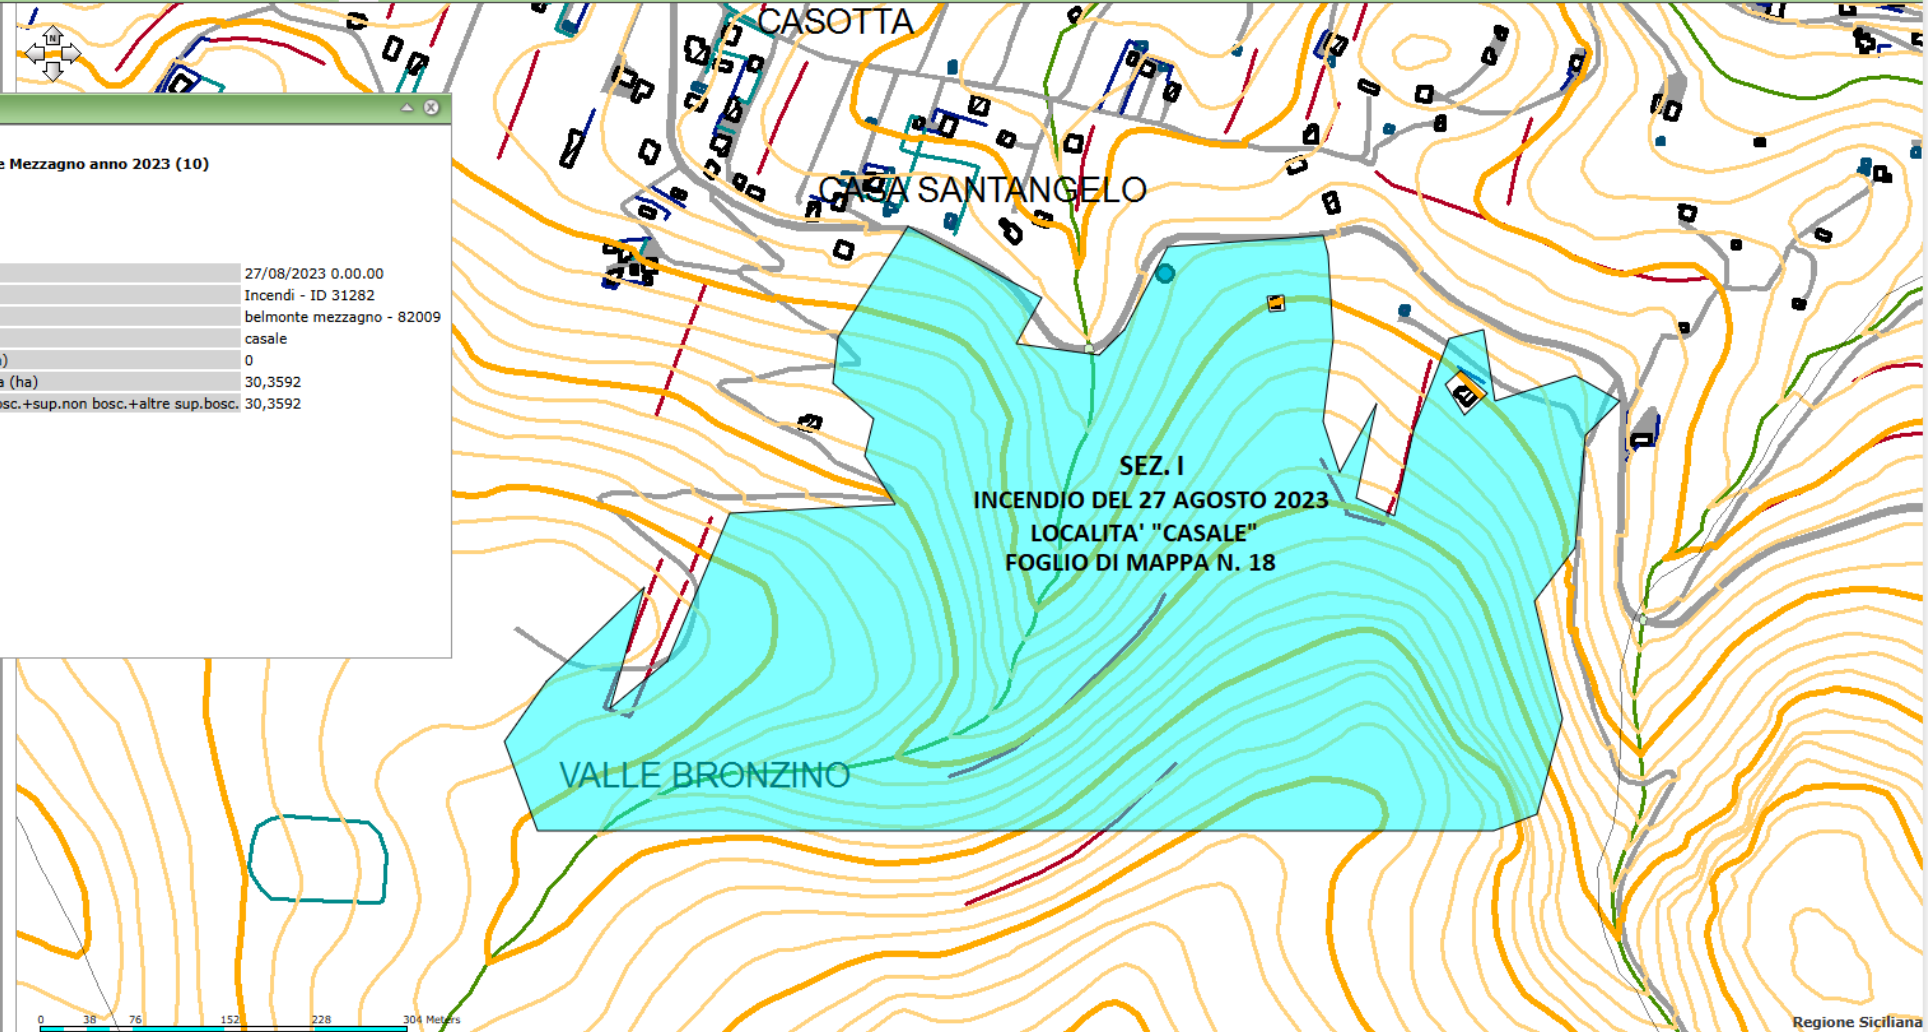 N
CASOTTA
e Mezzagno anno 2023 (10)
CASA SANTANGELO
27/08/2023 0.00.00
Incendi - ID 31282
belmonte mezzagno - 82009
casale
) 0
a (ha) 30,3592
osc.+sup.non bosc.+altre sup.bosc. 30,3592
SEZ. I
INCENDIO DEL 27 AGOSTO 2023
LOCALITA' "CASALE"
FOGLIO DI MAPPA N. 18
VALLE BRONZINO
0 38 76 152 228 304 Meters
Regione Siciliana